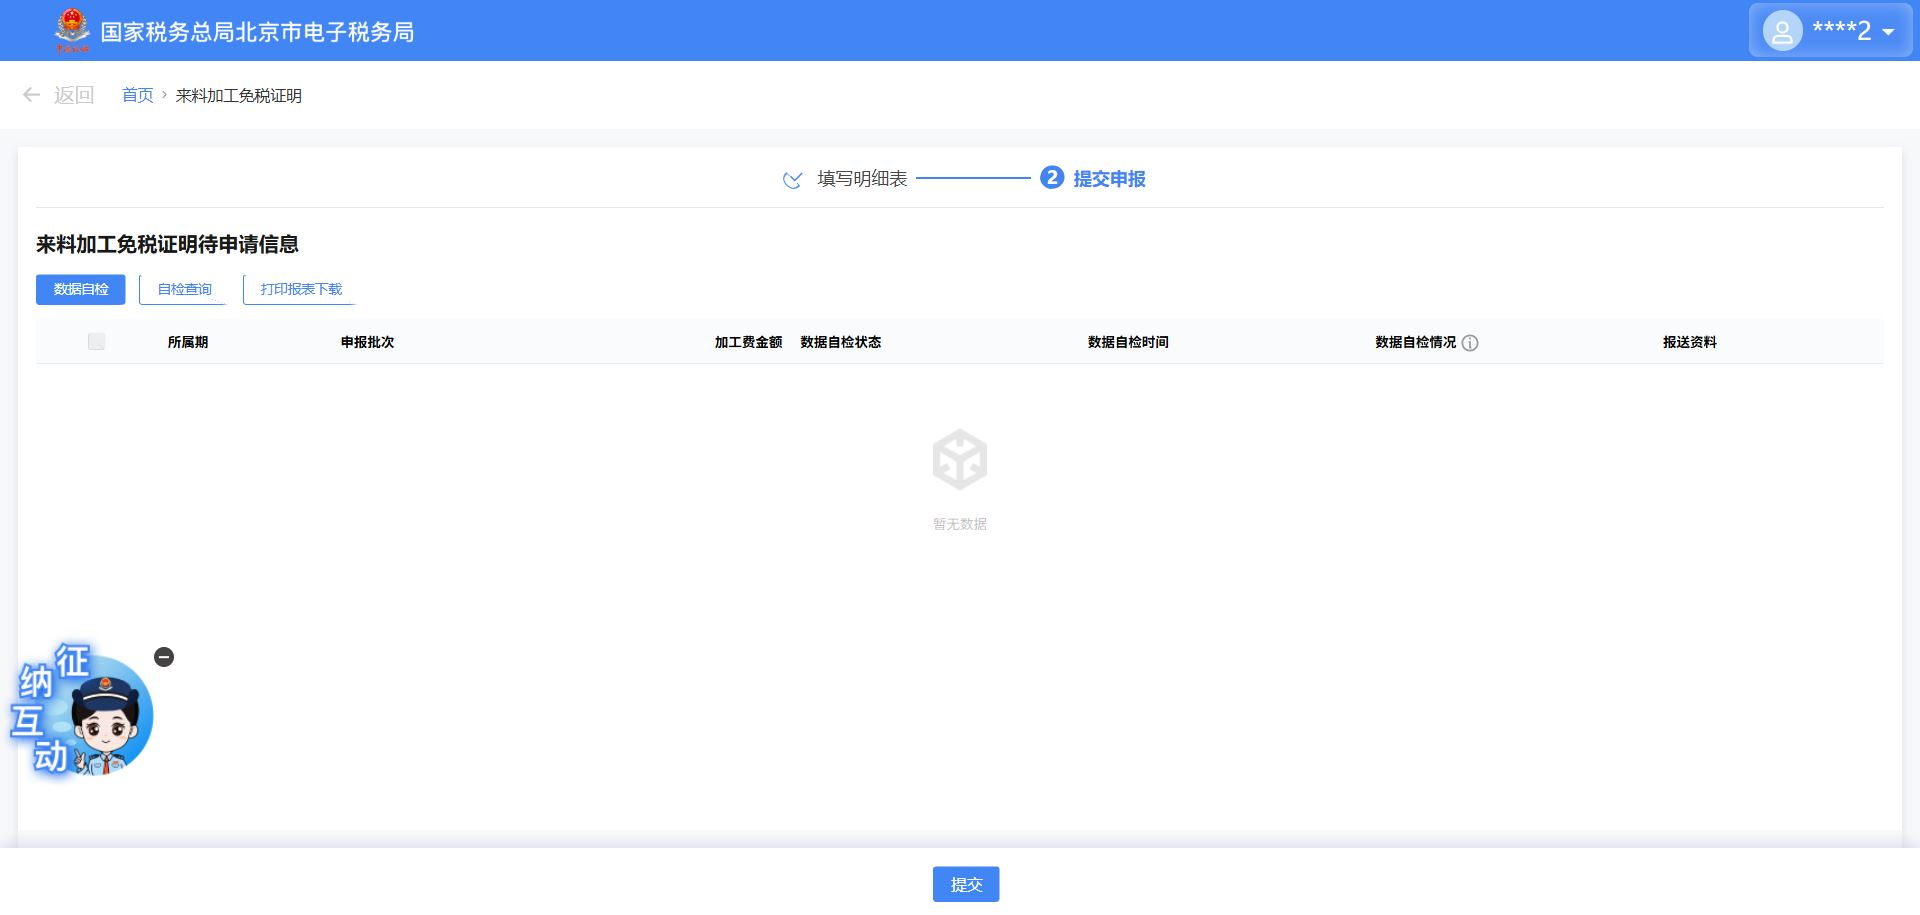 国家税务总局北京市电子税务局
****2
返回 首页 › 来料加工免税证明
填写明细表 2 提交申报
来料加工免税证明待申请信息
数据自检 自检查询 打印报表下载
所属期 申报批次 加工费金额 数据自检状态 数据自检时间 数据自检情况 报送资料
暂无数据
征纳互动
提交